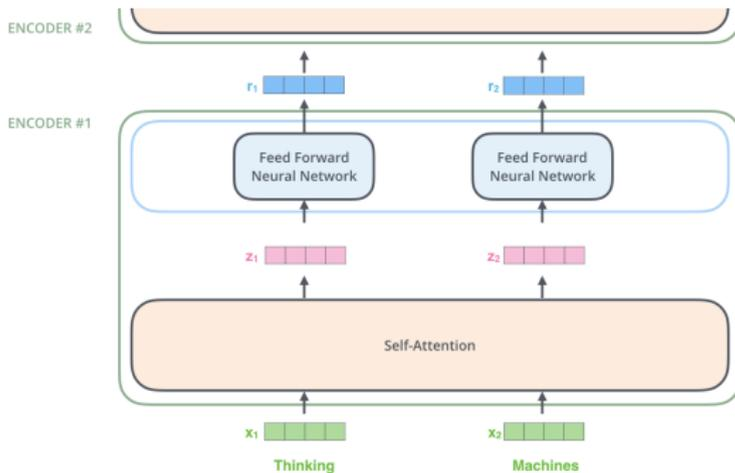 ENCODER #2
r₁
r₂
ENCODER #1
Feed Forward
Neural Network
Feed Forward
Neural Network
z₁
z₂
Self-Attention
x₁
x₂
Thinking
Machines